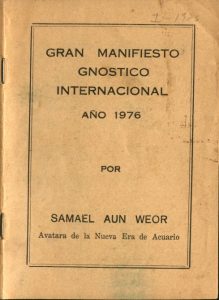 GRAN MANIFIESTO
GNOSTICO
INTERNACIONAL
AÑO 1976
POR
SAMAEL AUN WEOR
Avatara de la Nueva Era de Acuario